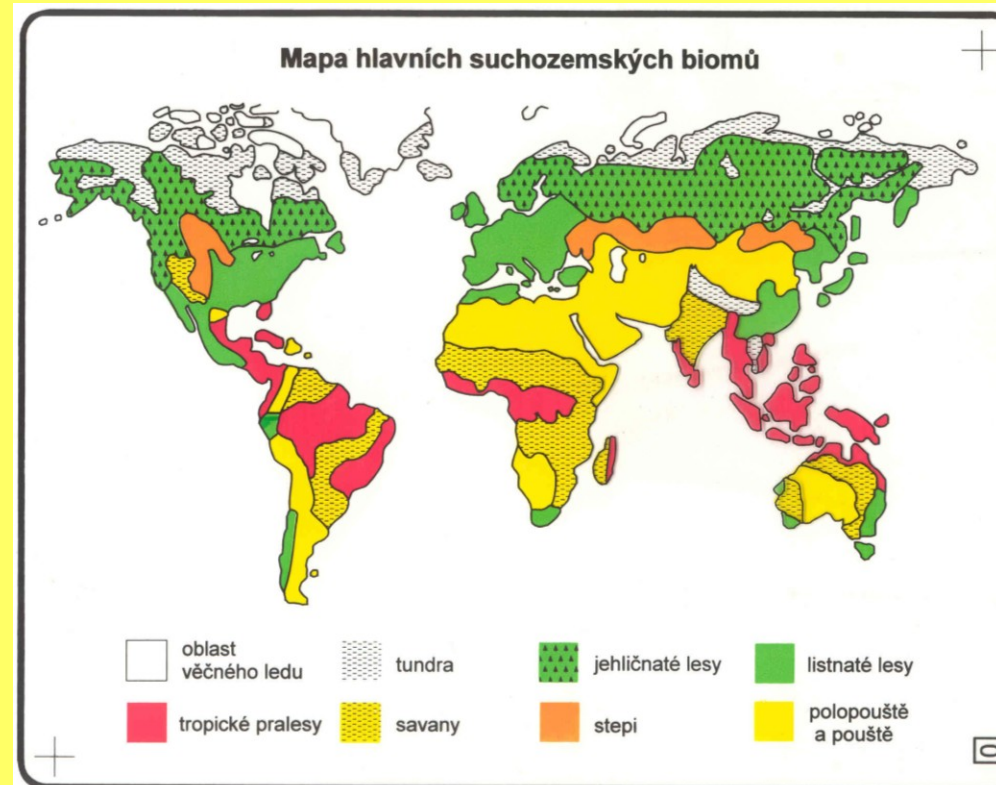 Mapa hlavních suchozemských biomů
oblast
věčného ledu
tundra
jehličnaté lesy
listnaté lesy
tropické pralesy
savany
stepi
polopouště
a pouště